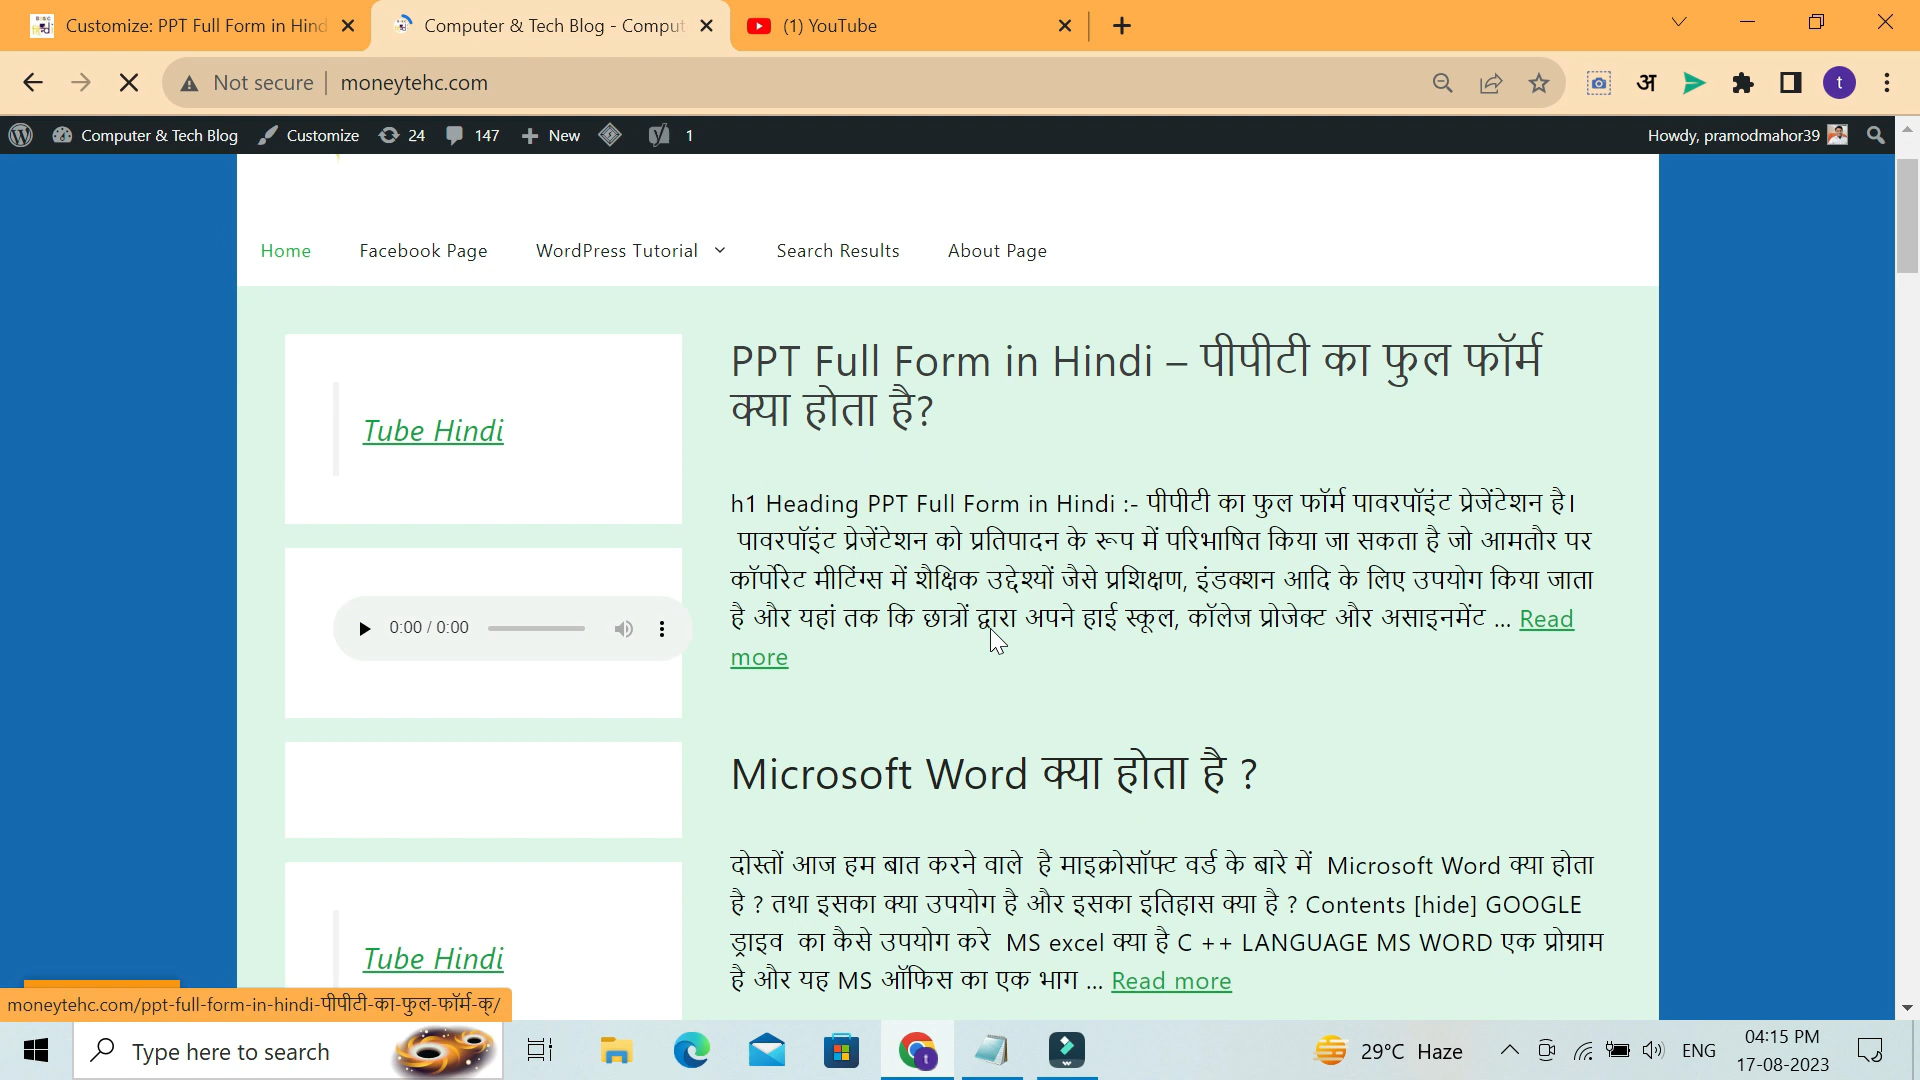 Customize: PPT Full Form in Hind
Computer & Tech Blog - Comput
(1) YouTube
Not secure
moneytehc.com
अ
t
Computer & Tech Blog
Customize
24
147
New
1
Howdy, pramodmahor39
Home
Facebook Page
WordPress Tutorial
Search Results
About Page
Tube Hindi
0:00 / 0:00
Tube Hindi
PPT Full Form in Hindi – पीपीटी का फुल फॉर्म
क्या होता है?
h1 Heading PPT Full Form in Hindi :- पीपीटी का फुल फॉर्म पावरपॉइंट प्रेजेंटेशन है।
पावरपॉइंट प्रेजेंटेशन को प्रतिपादन के रूप में परिभाषित किया जा सकता है जो आमतौर पर
कॉर्पोरेट मीटिंग्स में शैक्षिक उद्देश्यों जैसे प्रशिक्षण, इंडक्शन आदि के लिए उपयोग किया जाता
है और यहां तक कि छात्रों द्वारा अपने हाई स्कूल, कॉलेज प्रोजेक्ट और असाइनमेंट ... Read
more
Microsoft Word क्या होता है ?
दोस्तों आज हम बात करने वाले है माइक्रोसॉफ्ट वर्ड के बारे में Microsoft Word क्या होता
है ? तथा इसका क्या उपयोग है और इसका इतिहास क्या है ? Contents [hide] GOOGLE
ड्राइव का कैसे उपयोग करे MS excel क्या है C ++ LANGUAGE MS WORD एक प्रोग्राम
है और यह MS ऑफिस का एक भाग ... Read more
moneytehc.com/ppt-full-form-in-hindi-पीपीटी-का-फुल-फॉर्म-क्/
Type here to search
t
29°C Haze
ENG
04:15 PM
17-08-2023